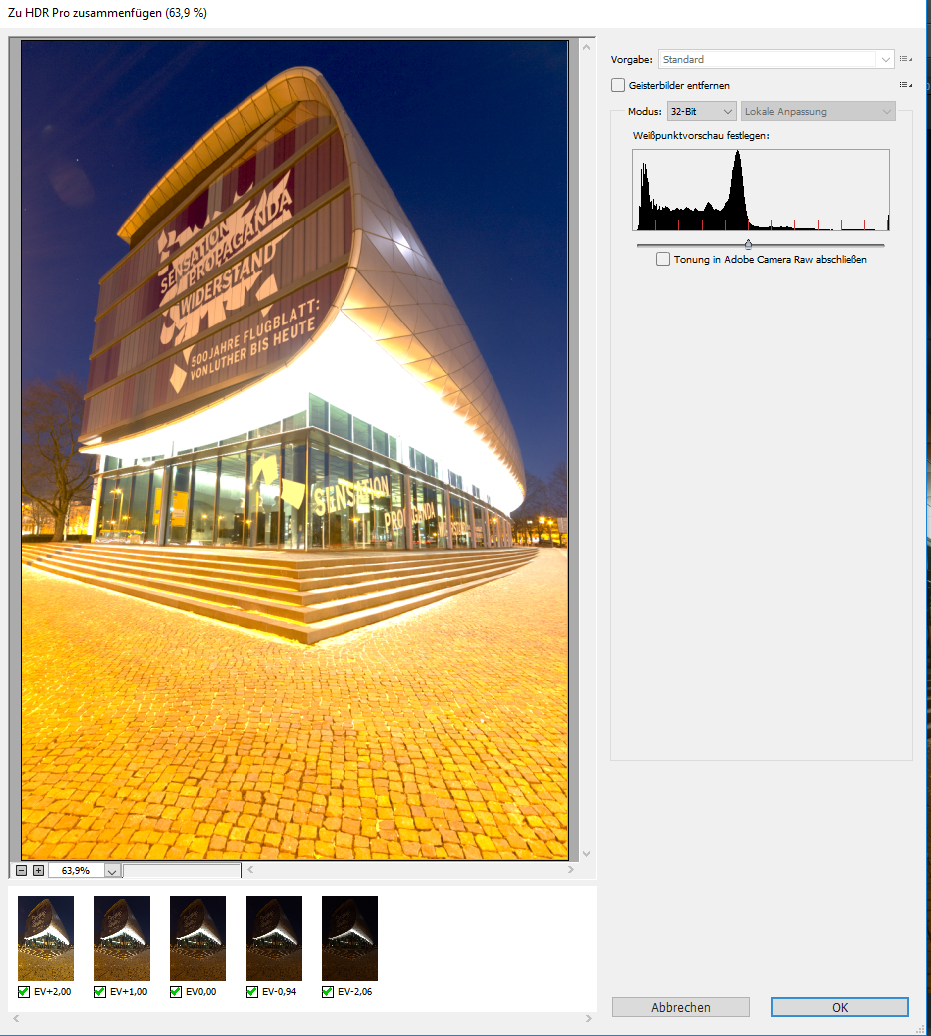 Zu HDR Pro zusammenfügen (63,9 %)
Vorgabe: Standard
Geisterbilder entfernen
Modus: 32-Bit Lokale Anpassung
Weißpunktvorschau festlegen:
Tonung in Adobe Camera Raw abschließen
SENSATION
PROPAGANDA
WIDERSTAND
500 JAHRE FLUGBLATT:
VON LUTHER BIS HEUTE
SENSATION
PROPAGANDA
63,9%
EV+2,00 EV+1,00 EV0,00 EV-0,94 EV-2,06
Abbrechen OK